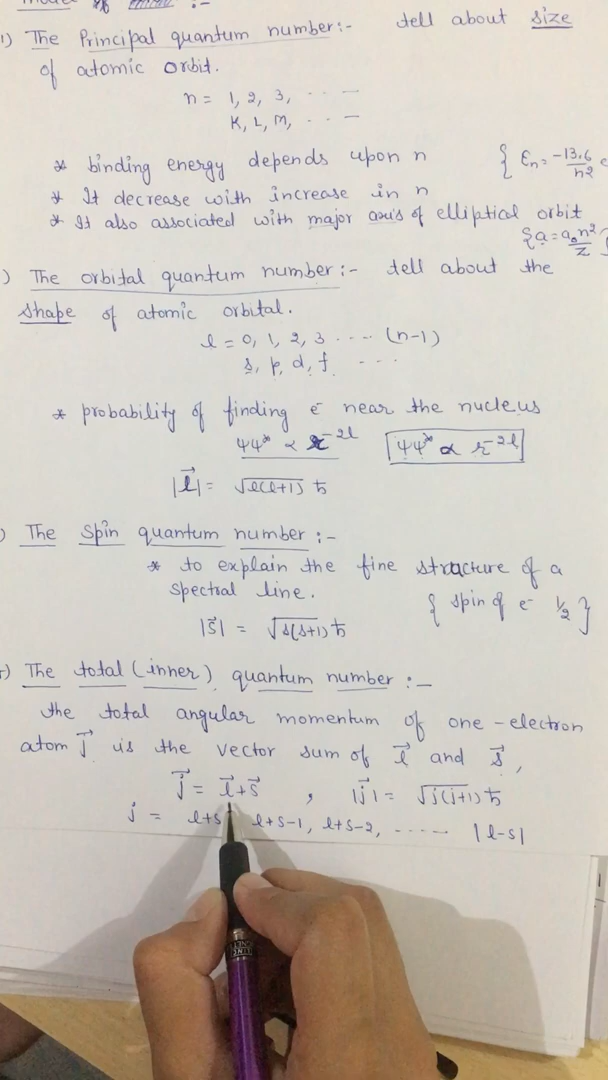 of :-
1) The Principal quantum number:- tell about size
of atomic orbit.
n = 1, 2, 3, ....
K, L, M, ....
* binding energy depends upon n { En = -13.6/n²
* It decrease with increase in n
* It also associated with major axis of elliptical orbit
{a = a₀n²/Z}
) The orbital quantum number:- tell about the
shape of atomic orbital.
l = 0, 1, 2, 3 .... (n-1)
s, p, d, f ....
* probability of finding e⁻ near the nucleus
ψψ* ∝ r⁻²ˡ ψψ* ∝ r⁻²ˡ
|l⃗| = √l(l+1) ħ
) The Spin quantum number:-
* to explain the fine structure of a
spectral line. { spin of e⁻ ½ }
|s⃗| = √s(s+1) ħ
) The total (inner) quantum number:-
the total angular momentum of one-electron
atom J⃗ is the vector sum of l⃗ and s⃗,
j⃗ = l⃗+s⃗ , |j⃗| = √j(j+1) ħ
j = l+s l+s-1, l+s-2, ..... |l-s|